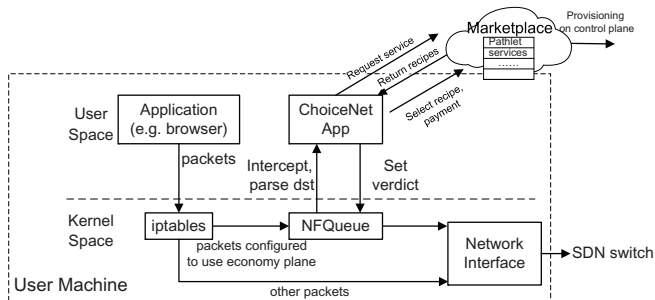 Marketplace
Pathlet
services
......
Provisioning
on control plane
Request service
Return recipes
Select recipe,
payment
User
Space
Application
(e.g. browser)
ChoiceNet
App
packets
Intercept,
parse dst
Set
verdict
Kernel
Space
iptables
NFQueue
packets configured
to use economy plane
Network
Interface
SDN switch
other packets
User Machine